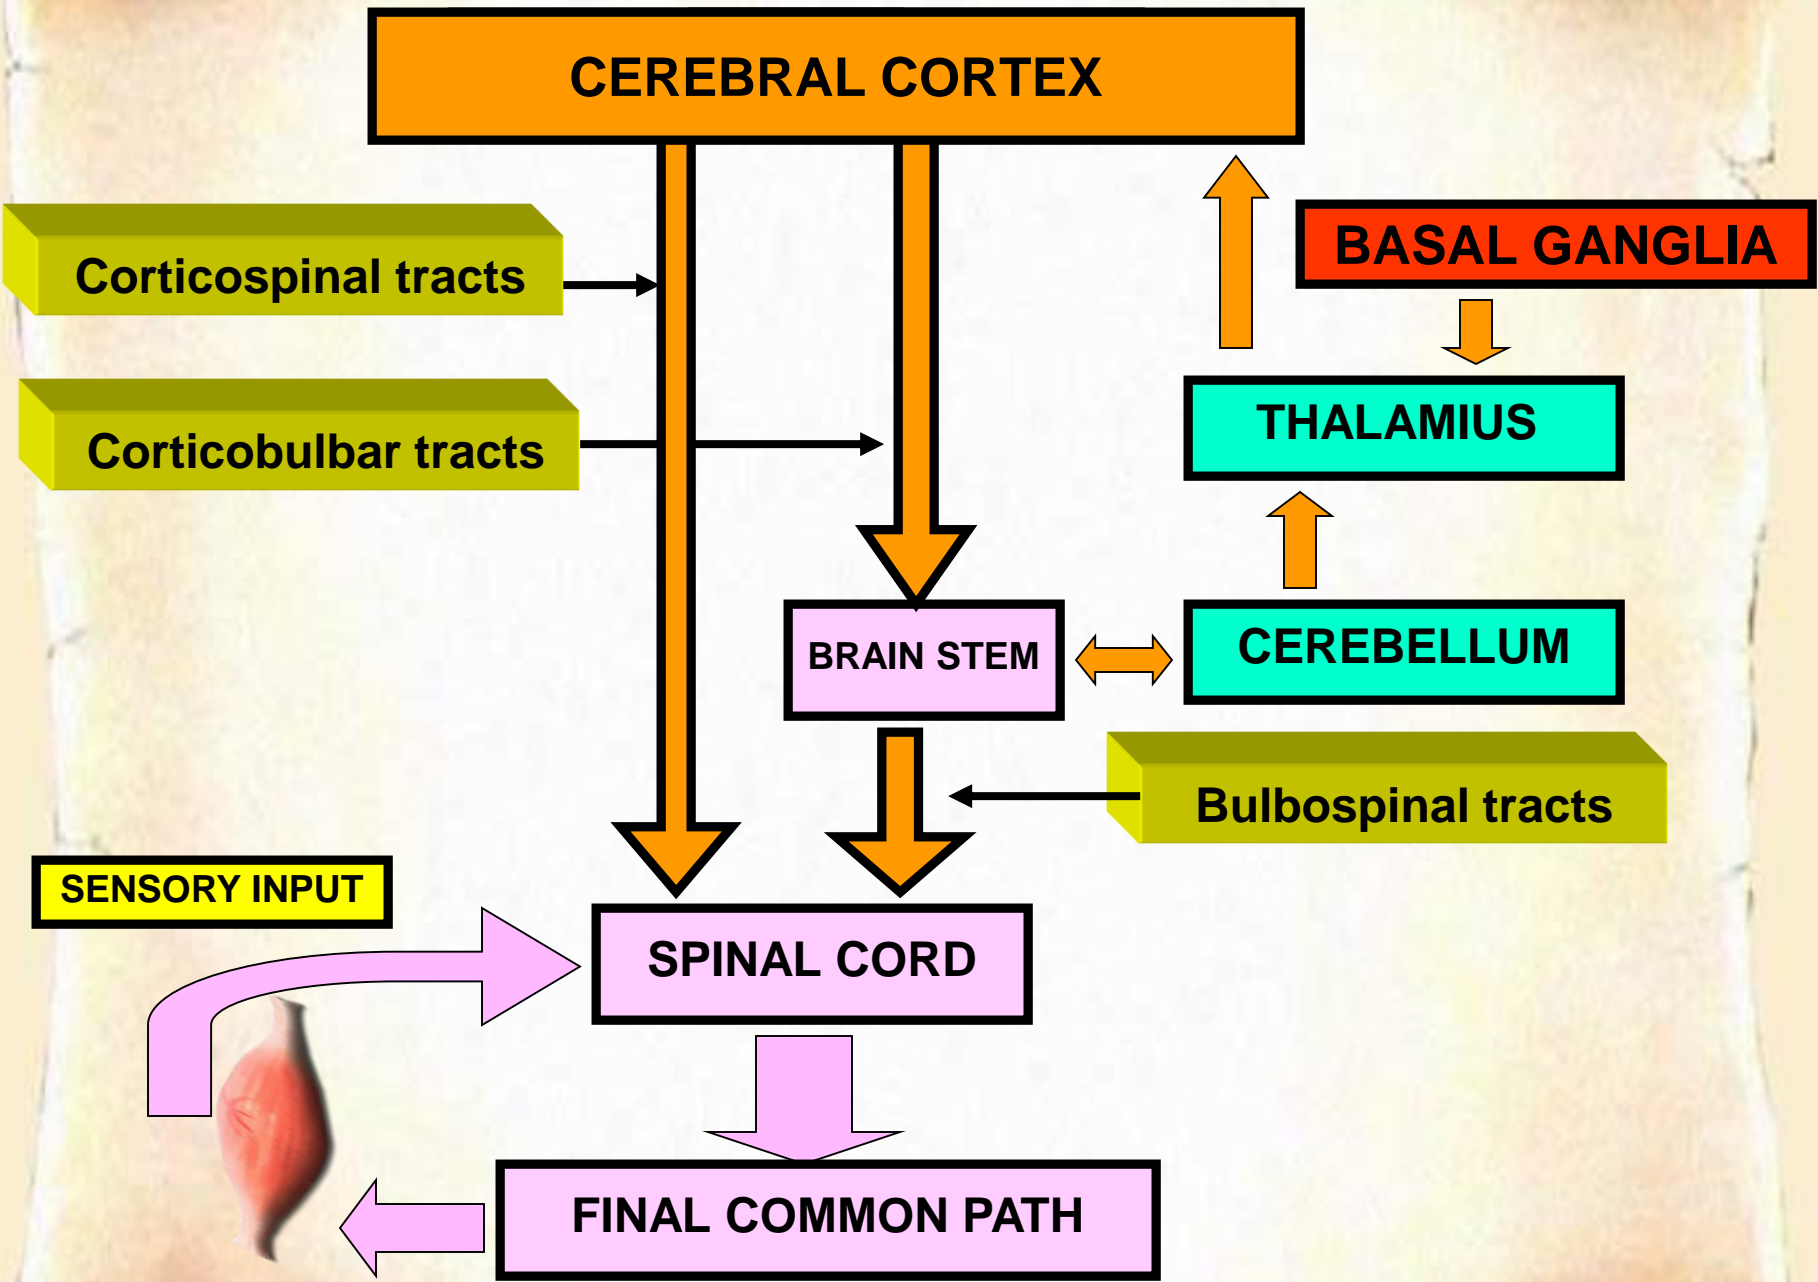 CEREBRAL CORTEX
BASAL GANGLIA
Corticospinal tracts
THALAMIUS
Corticobulbar tracts
BRAIN STEM
CEREBELLUM
Bulbospinal tracts
SENSORY INPUT
SPINAL CORD
FINAL COMMON PATH